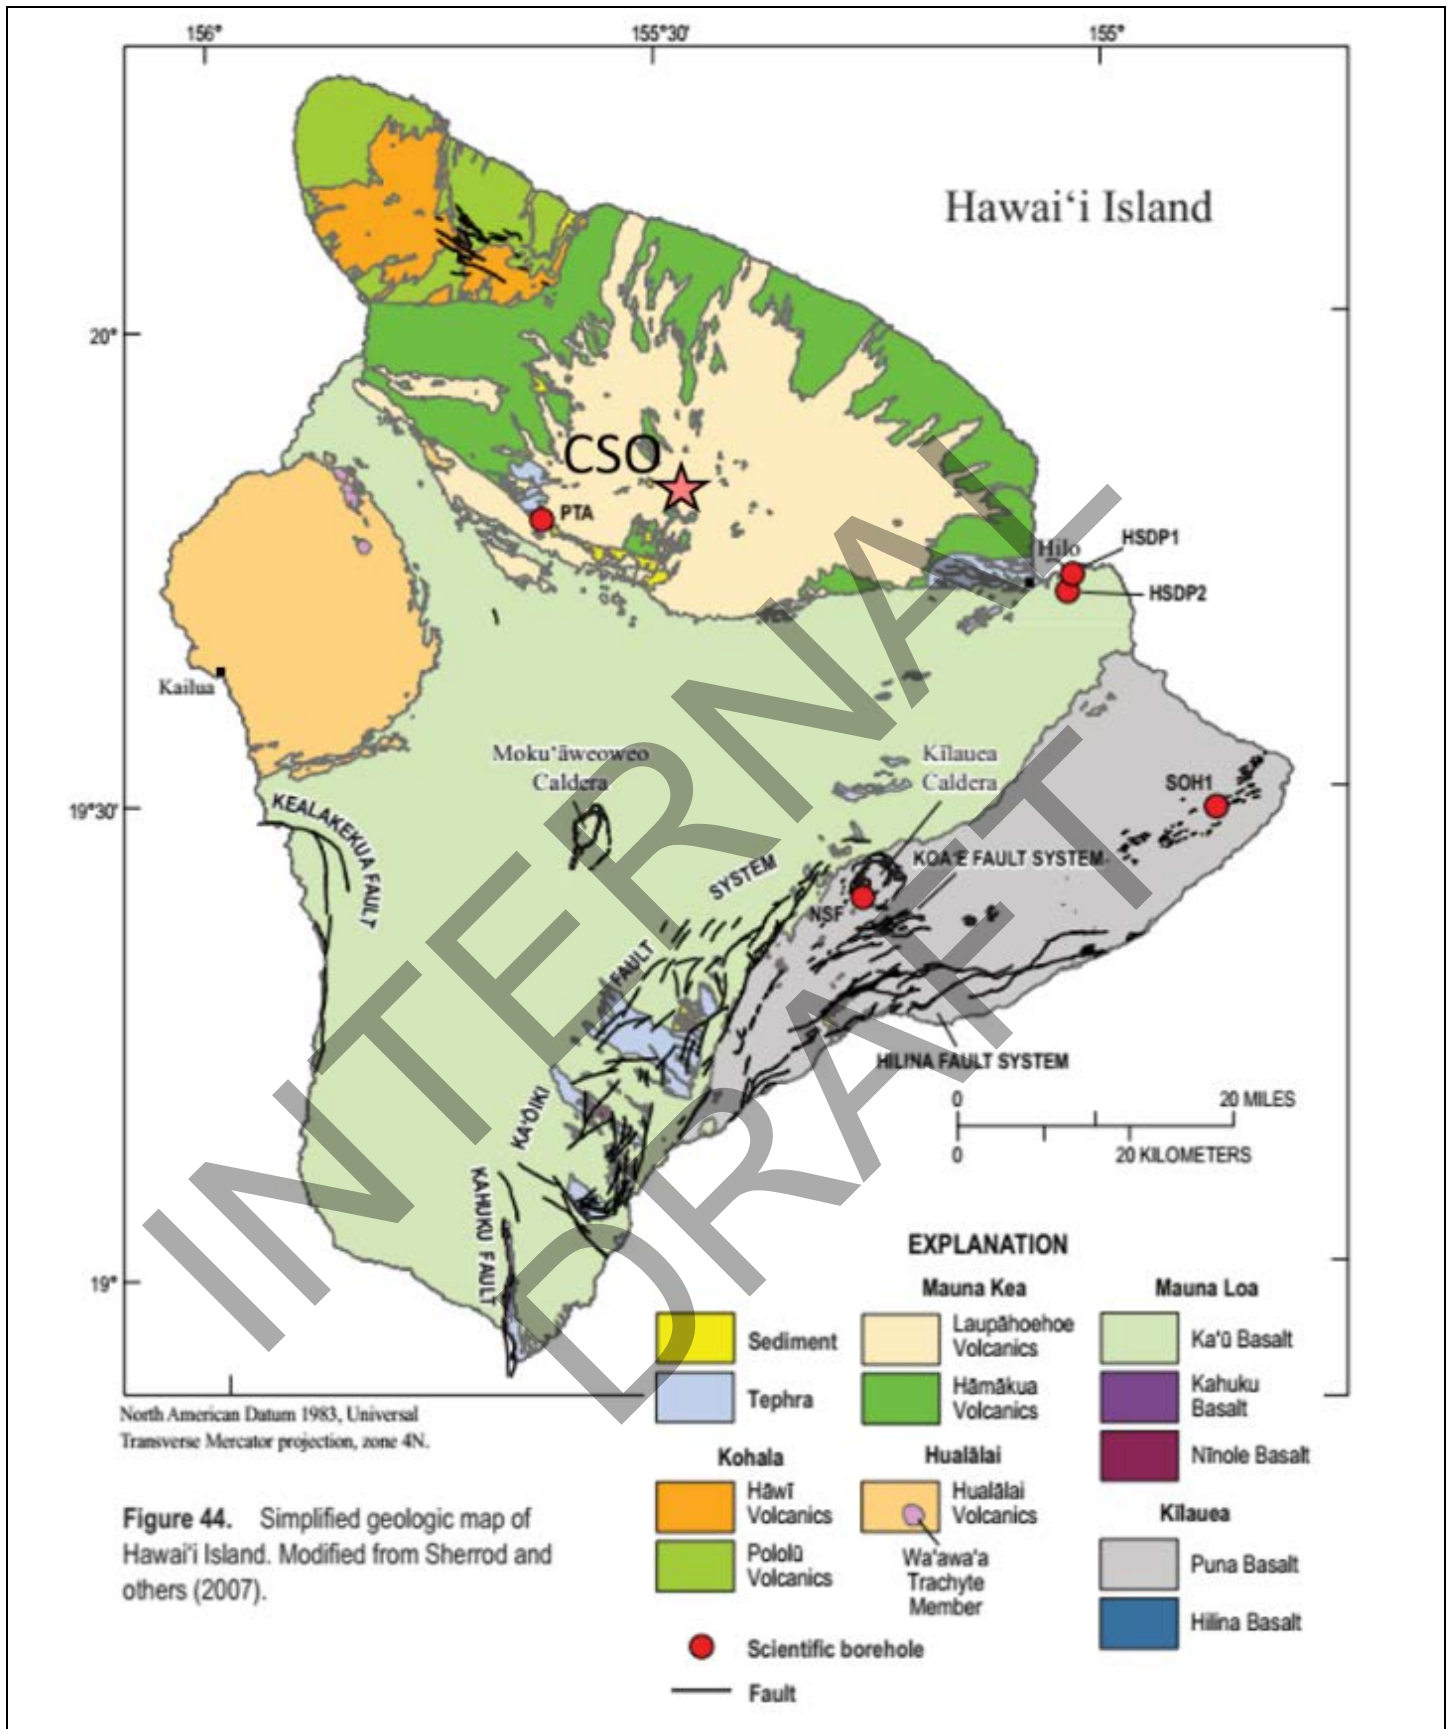 156°
155°30'
155°
Hawai‘i Island
20°
CSO
PTA
Hilo
HSDP1
HSDP2
Kailua
Moku‘āweoweo
Caldera
Kīlauea
Caldera
SOH1
19°30'
KEALAKEKUA FAULT
KOA‘E FAULT SYSTEM
NSF
KA‘ŌIKI
FAULT
SYSTEM
HILINA FAULT SYSTEM
KAHUKU FAULT
0 20 MILES
0 20 KILOMETERS
19°
INTERNAL
DRAFT
North American Datum 1983, Universal
Transverse Mercator projection, zone 4N.
Figure 44. Simplified geologic map of
Hawai‘i Island. Modified from Sherrod and
others (2007).
EXPLANATION
Sediment
Tephra
Kohala
Hāwī
Volcanics
Pololū
Volcanics
Mauna Kea
Laupāhoehoe
Volcanics
Hāmākua
Volcanics
Hualālai
Hualālai
Volcanics
Wa‘awa‘a
Trachyte
Member
Mauna Loa
Ka‘ū Basalt
Kahuku
Basalt
Nīnole Basalt
Kīlauea
Puna Basalt
Hilina Basalt
Scientific borehole
Fault